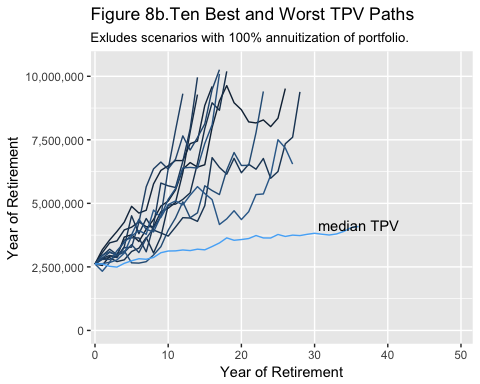 Figure 8b.Ten Best and Worst TPV Paths
Exludes scenarios with 100% annuitization of portfolio.
Year of Retirement
10,000,000
7,500,000
5,000,000
2,500,000
0
median TPV
0 10 20 30 40 50
Year of Retirement